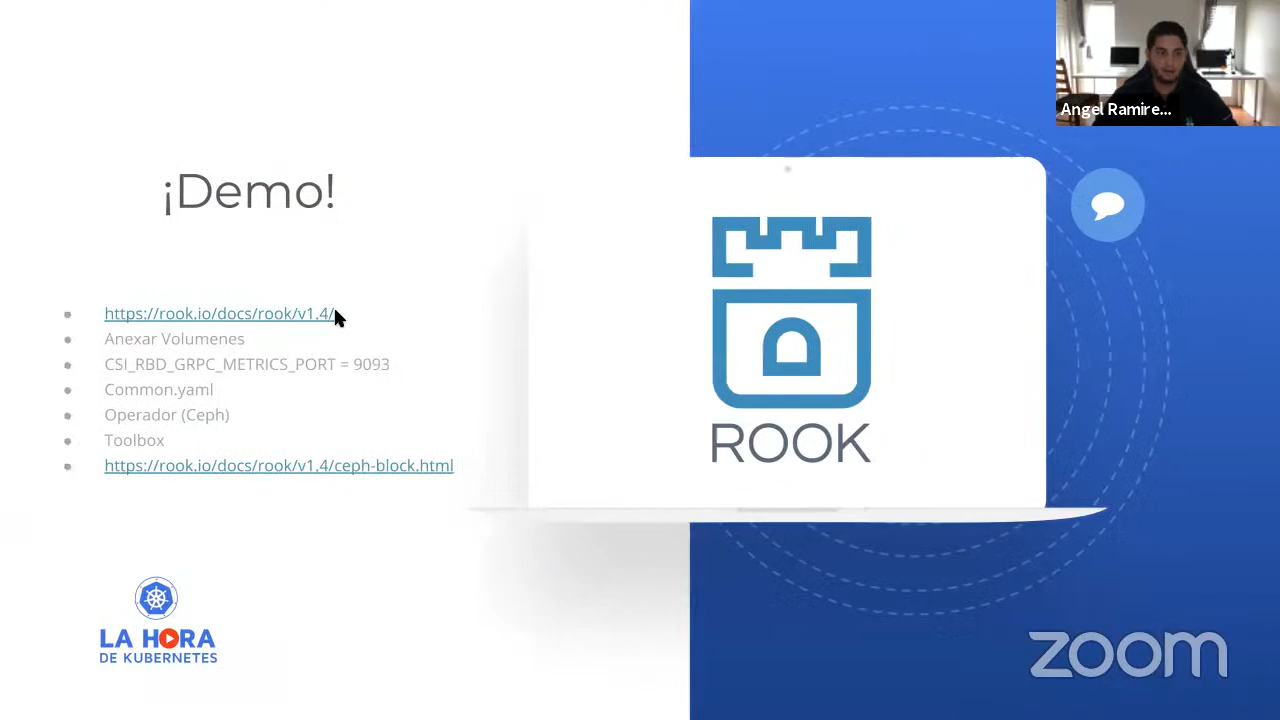 Angel Ramire...
¡Demo!
https://rook.io/docs/rook/v1.4/
Anexar Volumenes
CSI_RBD_GRPC_METRICS_PORT = 9093
Common.yaml
Operador (Ceph)
Toolbox
https://rook.io/docs/rook/v1.4/ceph-block.html
ROOK
LA HORA
DE KUBERNETES
zoom